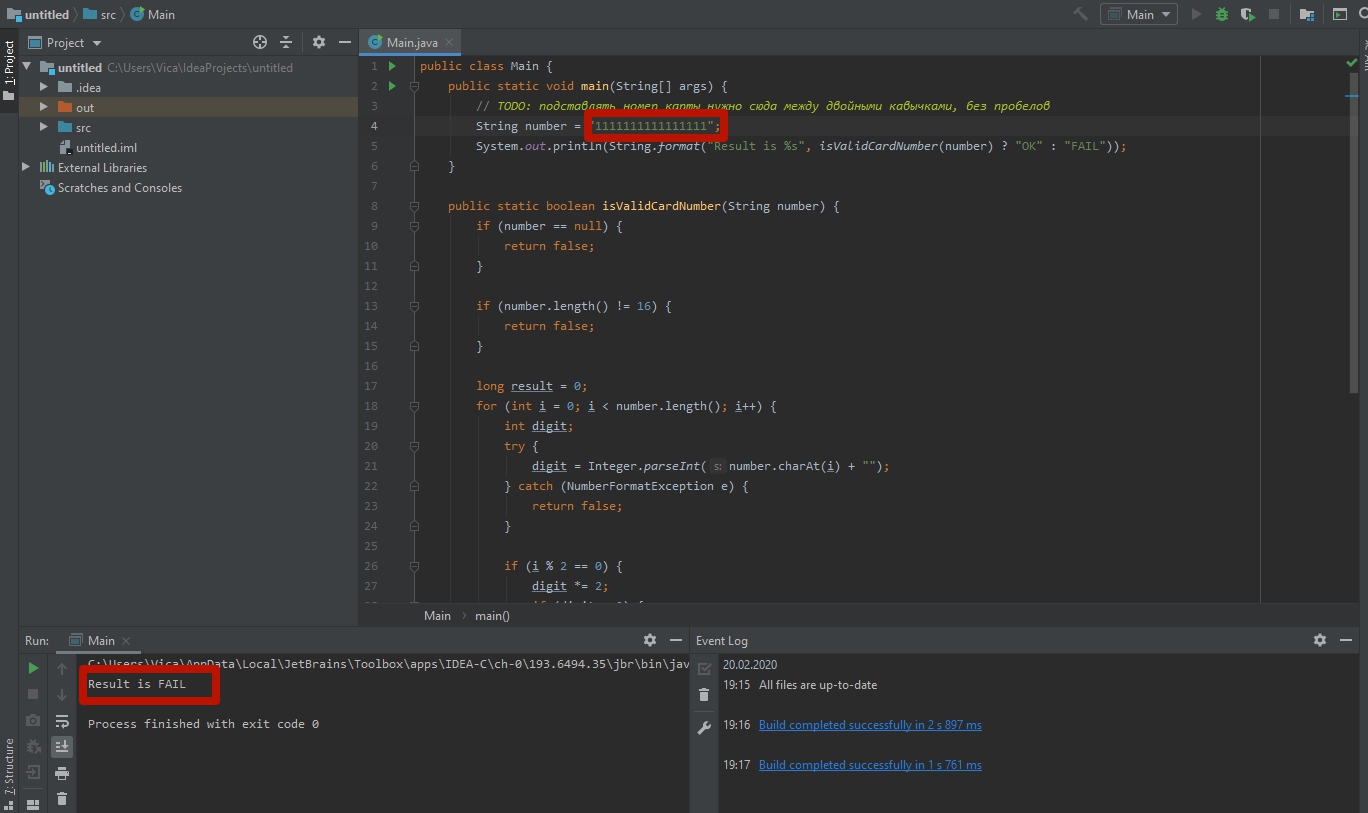 untitled src Main
Main
1: Project
Project
Main.java
untitled C:\Users\Vica\IdeaProjects\untitled
.idea
out
src
untitled.iml
External Libraries
Scratches and Consoles
1 public class Main {
2 public static void main(String[] args) {
3 // TODO: подставлять номер карты нужно сюда между двойными кавычками, без пробелов
4 String number = "1111111111111111";
5 System.out.println(String.format("Result is %s", isValidCardNumber(number) ? "OK" : "FAIL"));
6 }
7
8 public static boolean isValidCardNumber(String number) {
9 if (number == null) {
10 return false;
11 }
12
13 if (number.length() != 16) {
14 return false;
15 }
16
17 long result = 0;
18 for (int i = 0; i < number.length(); i++) {
19 int digit;
20 try {
21 digit = Integer.parseInt( s: number.charAt(i) + "");
22 } catch (NumberFormatException e) {
23 return false;
24 }
25
26 if (i % 2 == 0) {
27 digit *= 2;
Main main()
Run: Main
C:\Users\Vica\AppData\Local\JetBrains\Toolbox\apps\IDEA-C\ch-0\193.6494.35\jbr\bin\jav
Result is FAIL
Process finished with exit code 0
7: Structure
Event Log
20.02.2020
19:15 All files are up-to-date
19:16 Build completed successfully in 2 s 897 ms
19:17 Build completed successfully in 1 s 761 ms